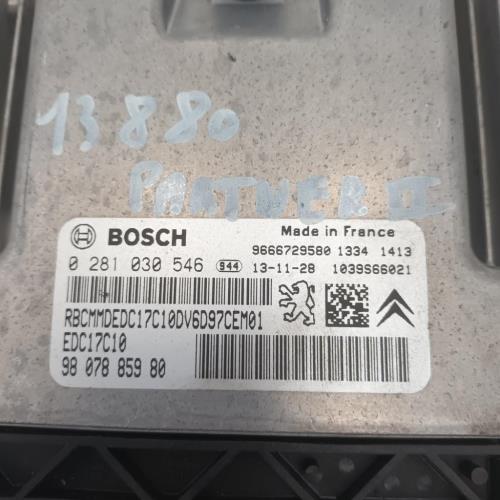 13880
PARTNER II
BOSCH
Made in France
9666729580 1334 1413
0 281 030 546 944 13-11-28 1039S66021
RBCMMDEDC17C10DV6D97CEM01
EDC17C10
98 078 859 80